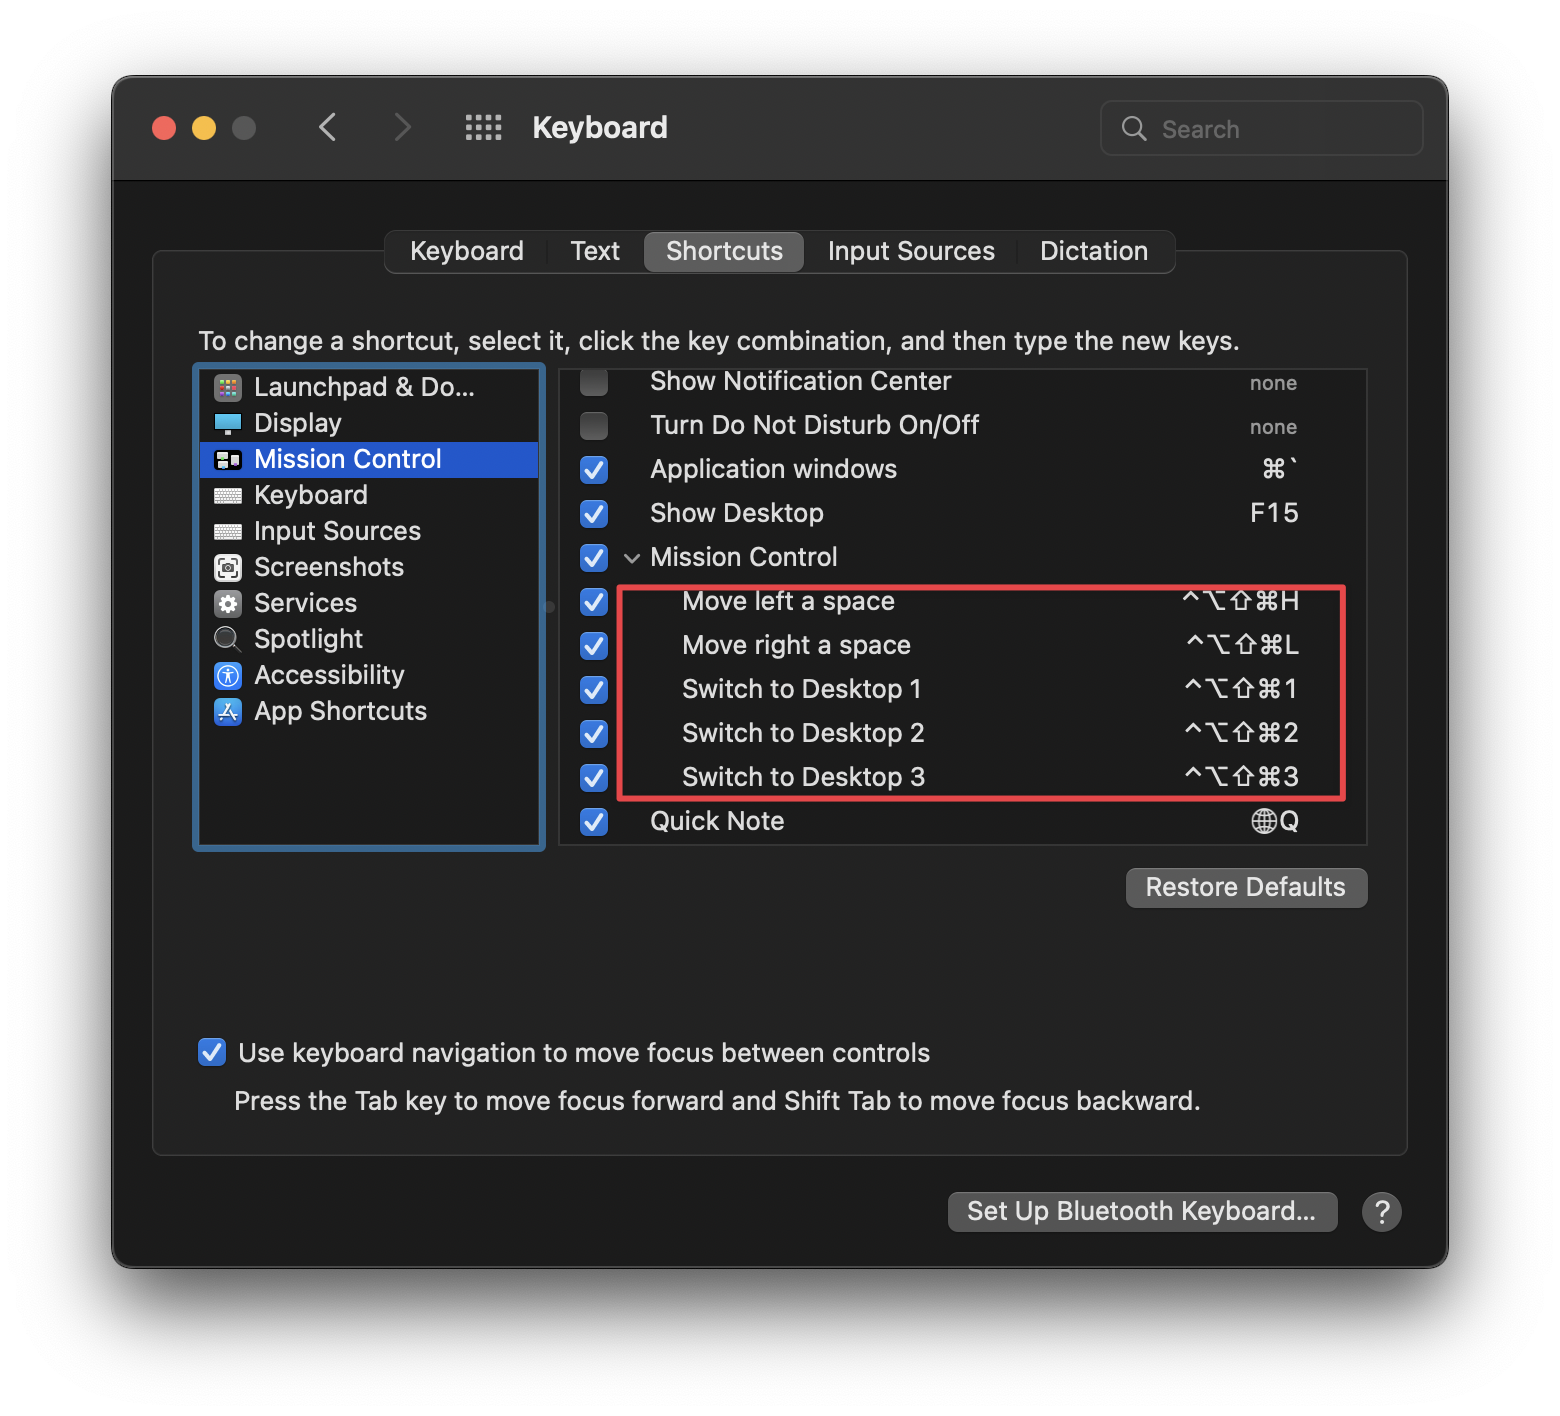 Keyboard
Search
Keyboard Text Shortcuts Input Sources Dictation
To change a shortcut, select it, click the key combination, and then type the new keys.
Launchpad & Do...
Display
Mission Control
Keyboard
Input Sources
Screenshots
Services
Spotlight
Accessibility
App Shortcuts
Show Notification Center none
Turn Do Not Disturb On/Off none
Application windows ⌘`
Show Desktop F15
Mission Control
Move left a space ^⌥⇧⌘H
Move right a space ^⌥⇧⌘L
Switch to Desktop 1 ^⌥⇧⌘1
Switch to Desktop 2 ^⌥⇧⌘2
Switch to Desktop 3 ^⌥⇧⌘3
Quick Note 🌐Q
Restore Defaults
Use keyboard navigation to move focus between controls
Press the Tab key to move focus forward and Shift Tab to move focus backward.
Set Up Bluetooth Keyboard... ?